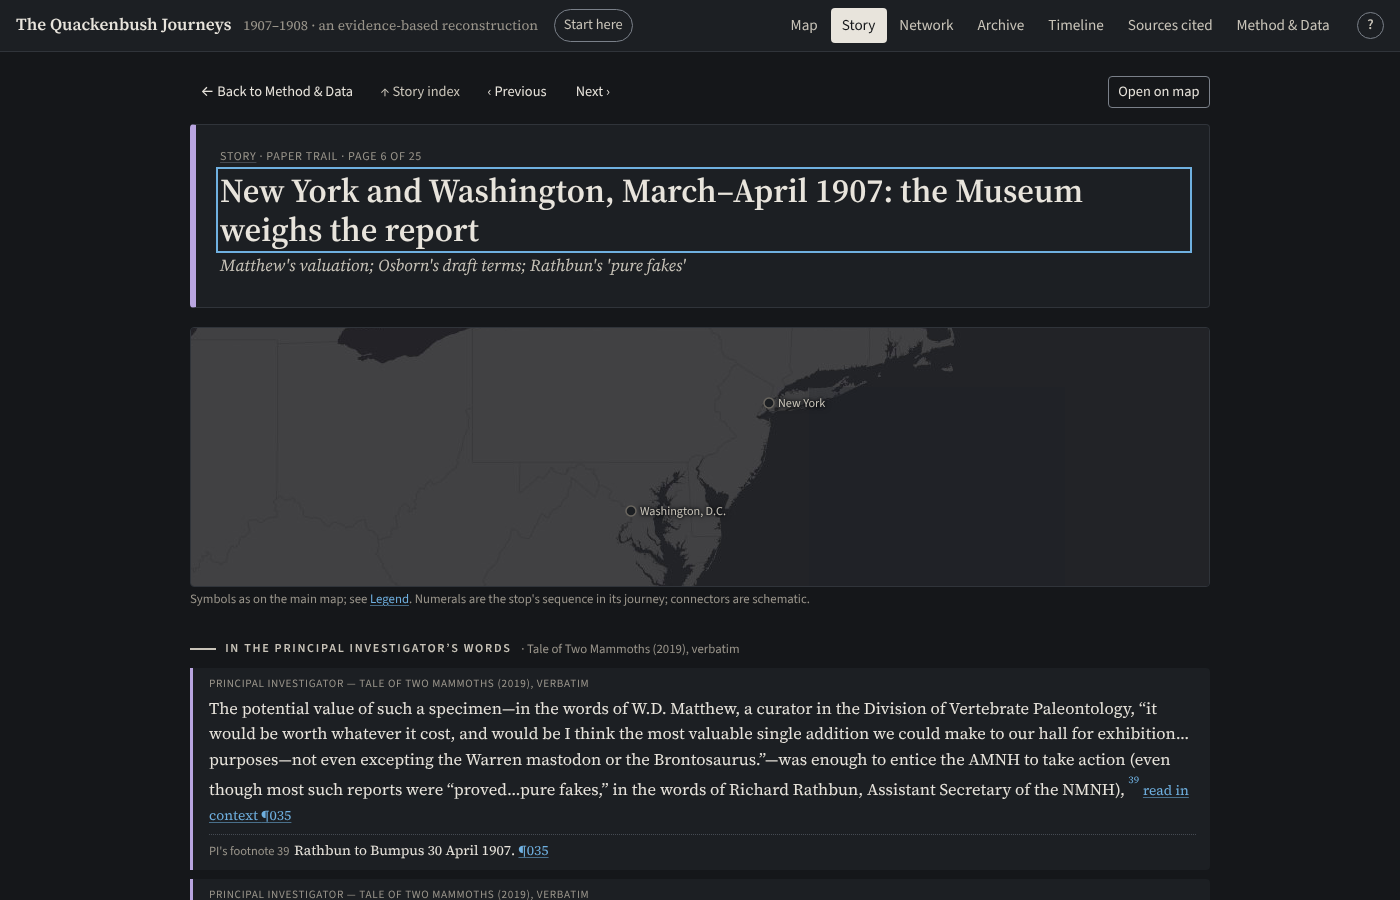 The Quackenbush Journeys 1907–1908 · an evidence-based reconstruction Start here Map Story Network Archive Timeline Sources cited Method & Data ?
← Back to Method & Data ↑ Story index ‹ Previous Next › Open on map
STORY · PAPER TRAIL · PAGE 6 OF 25
New York and Washington, March–April 1907: the Museum
weighs the report
Matthew's valuation; Osborn's draft terms; Rathbun's 'pure fakes'
New York
Washington, D.C.
Symbols as on the main map; see Legend. Numerals are the stop's sequence in its journey; connectors are schematic.
IN THE PRINCIPAL INVESTIGATOR’S WORDS · Tale of Two Mammoths (2019), verbatim
PRINCIPAL INVESTIGATOR — TALE OF TWO MAMMOTHS (2019), VERBATIM
The potential value of such a specimen—in the words of W.D. Matthew, a curator in the Division of Vertebrate Paleontology, “it
would be worth whatever it cost, and would be I think the most valuable single addition we could make to our hall for exhibition…
purposes—not even excepting the Warren mastodon or the Brontosaurus.”—was enough to entice the AMNH to take action (even
though most such reports were “proved…pure fakes,” in the words of Richard Rathbun, Assistant Secretary of the NMNH), 39 read in
context ¶035
PI's footnote 39 Rathbun to Bumpus 30 April 1907. ¶035
PRINCIPAL INVESTIGATOR — TALE OF TWO MAMMOTHS (2019), VERBATIM